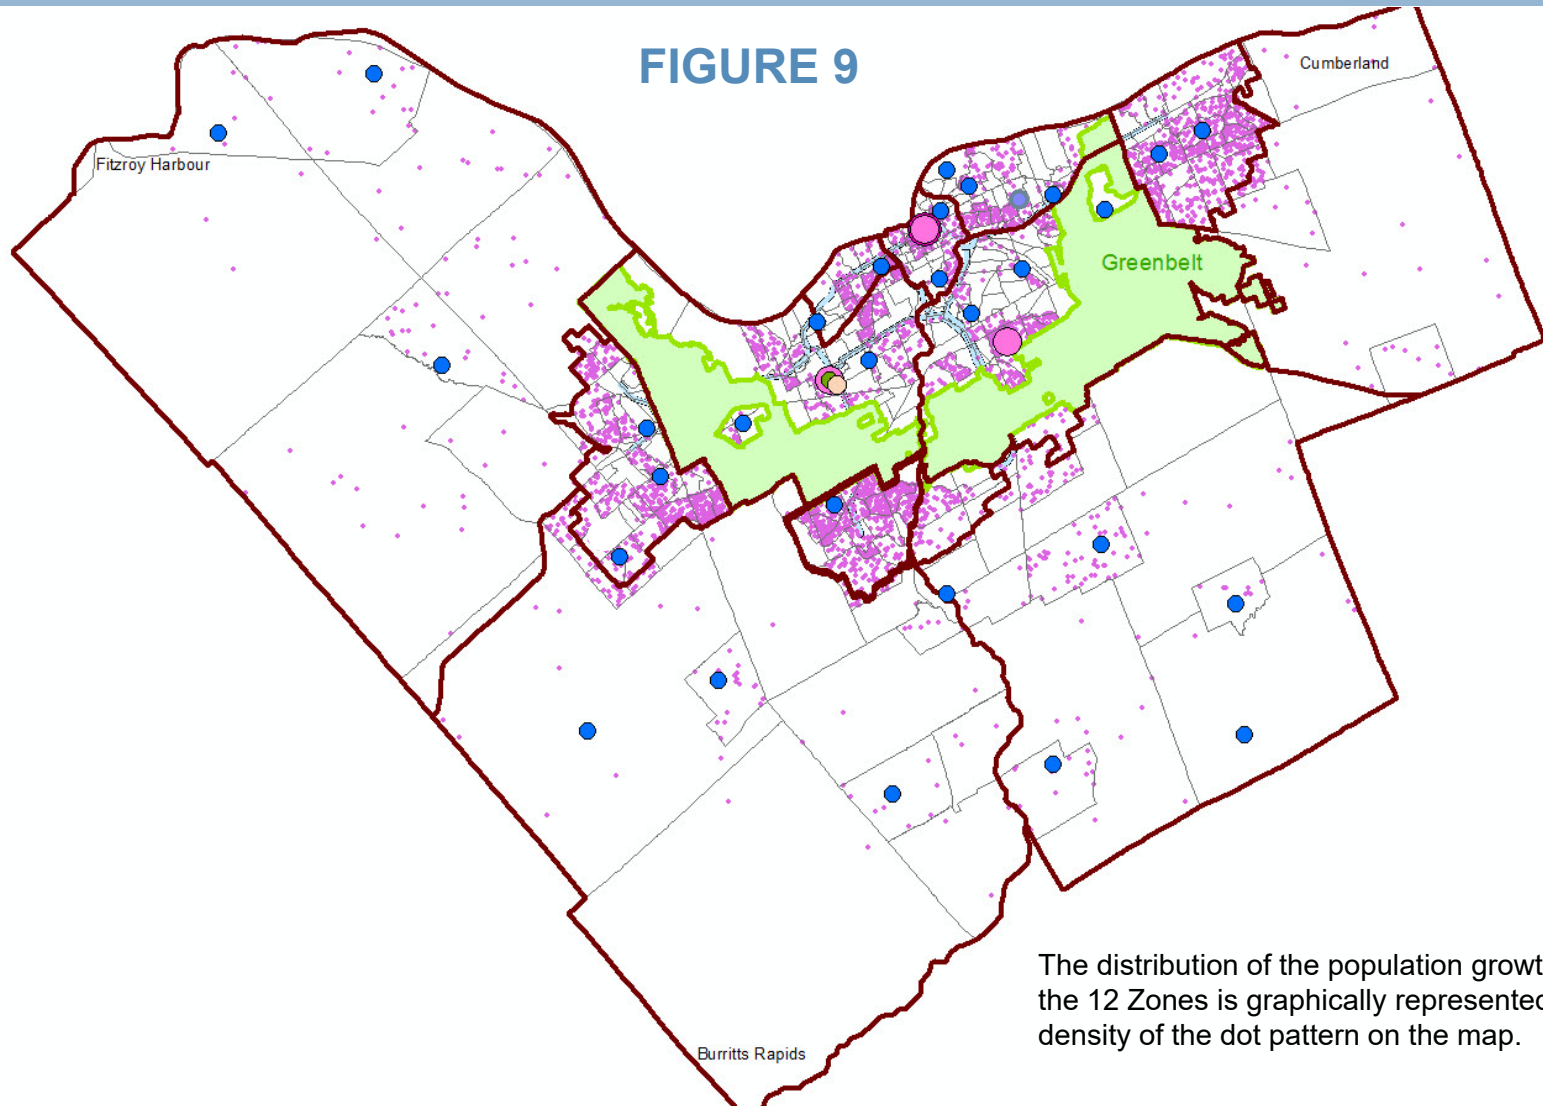 FIGURE 9
Cumberland
Fitzroy Harbour
Greenbelt
The distribution of the population growt
the 12 Zones is graphically represented
density of the dot pattern on the map.
Burritts Rapids